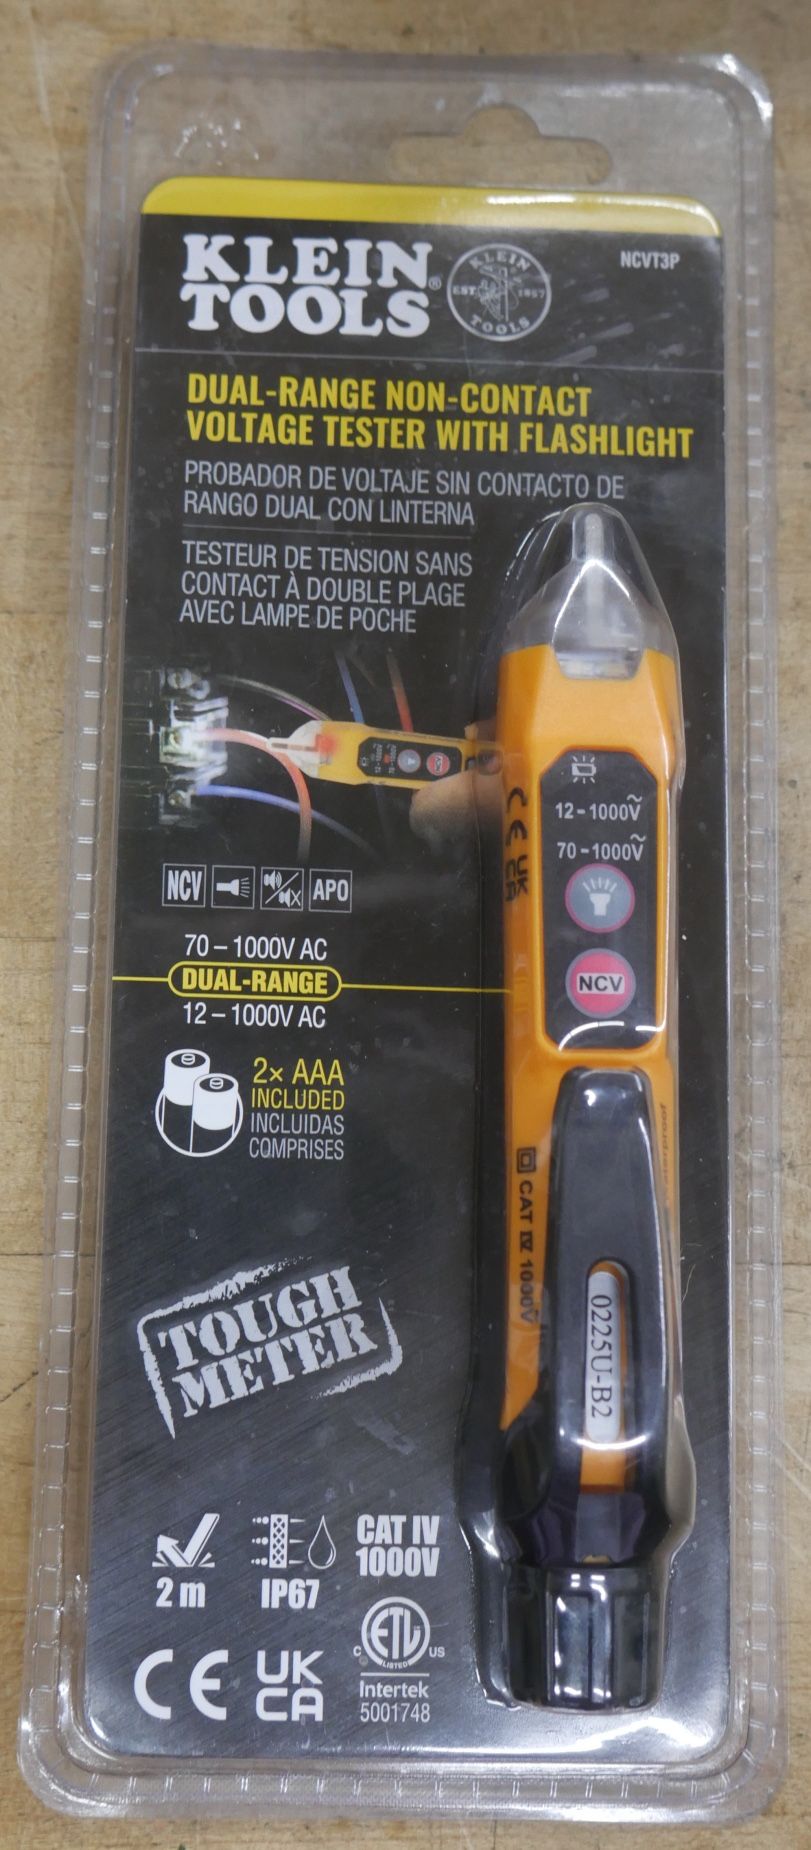 KLEIN
TOOLS®
KLEIN
EST. 1857
TOOLS
NCVT3P
DUAL-RANGE NON-CONTACT
VOLTAGE TESTER WITH FLASHLIGHT
PROBADOR DE VOLTAJE SIN CONTACTO DE
RANGO DUAL CON LINTERNA
TESTEUR DE TENSION SANS
CONTACT À DOUBLE PLAGE
AVEC LAMPE DE POCHE
12-1000V
70-1000V
NCV
CE UK CA
CAT IV 1000V
0225U-B2
NCV
APO
70 – 1000V AC
DUAL-RANGE
12 – 1000V AC
2× AAA
INCLUDED
INCLUIDAS
COMPRISES
TOUGH
METER
2 m
IP67
CAT IV
1000V
CE
UK
CA
C ETL US
LISTED
Intertek
5001748